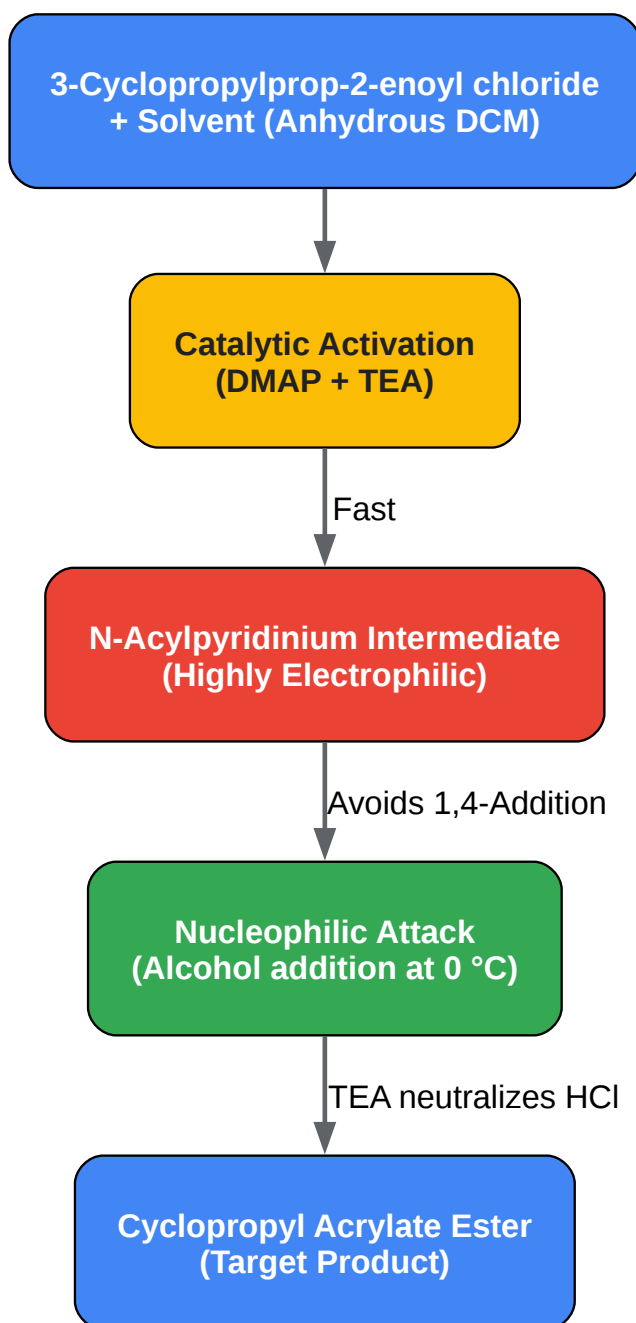 3-Cyclopropylprop-2-enoyl chloride
+ Solvent (Anhydrous DCM)
Catalytic Activation
(DMAP + TEA)
Fast
N-Acylpyridinium Intermediate
(Highly Electrophilic)
Avoids 1,4-Addition
Nucleophilic Attack
(Alcohol addition at 0 °C)
TEA neutralizes HCl
Cyclopropyl Acrylate Ester
(Target Product)